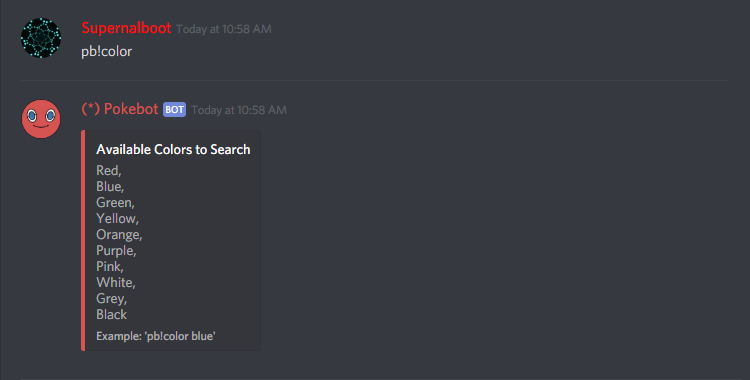 Supernalboot Today at 10:58 AM
pb!color
(*) Pokebot BOT Today at 10:58 AM
Available Colors to Search
Red,
Blue,
Green,
Yellow,
Orange,
Purple,
Pink,
White,
Grey,
Black
Example: 'pb!color blue'